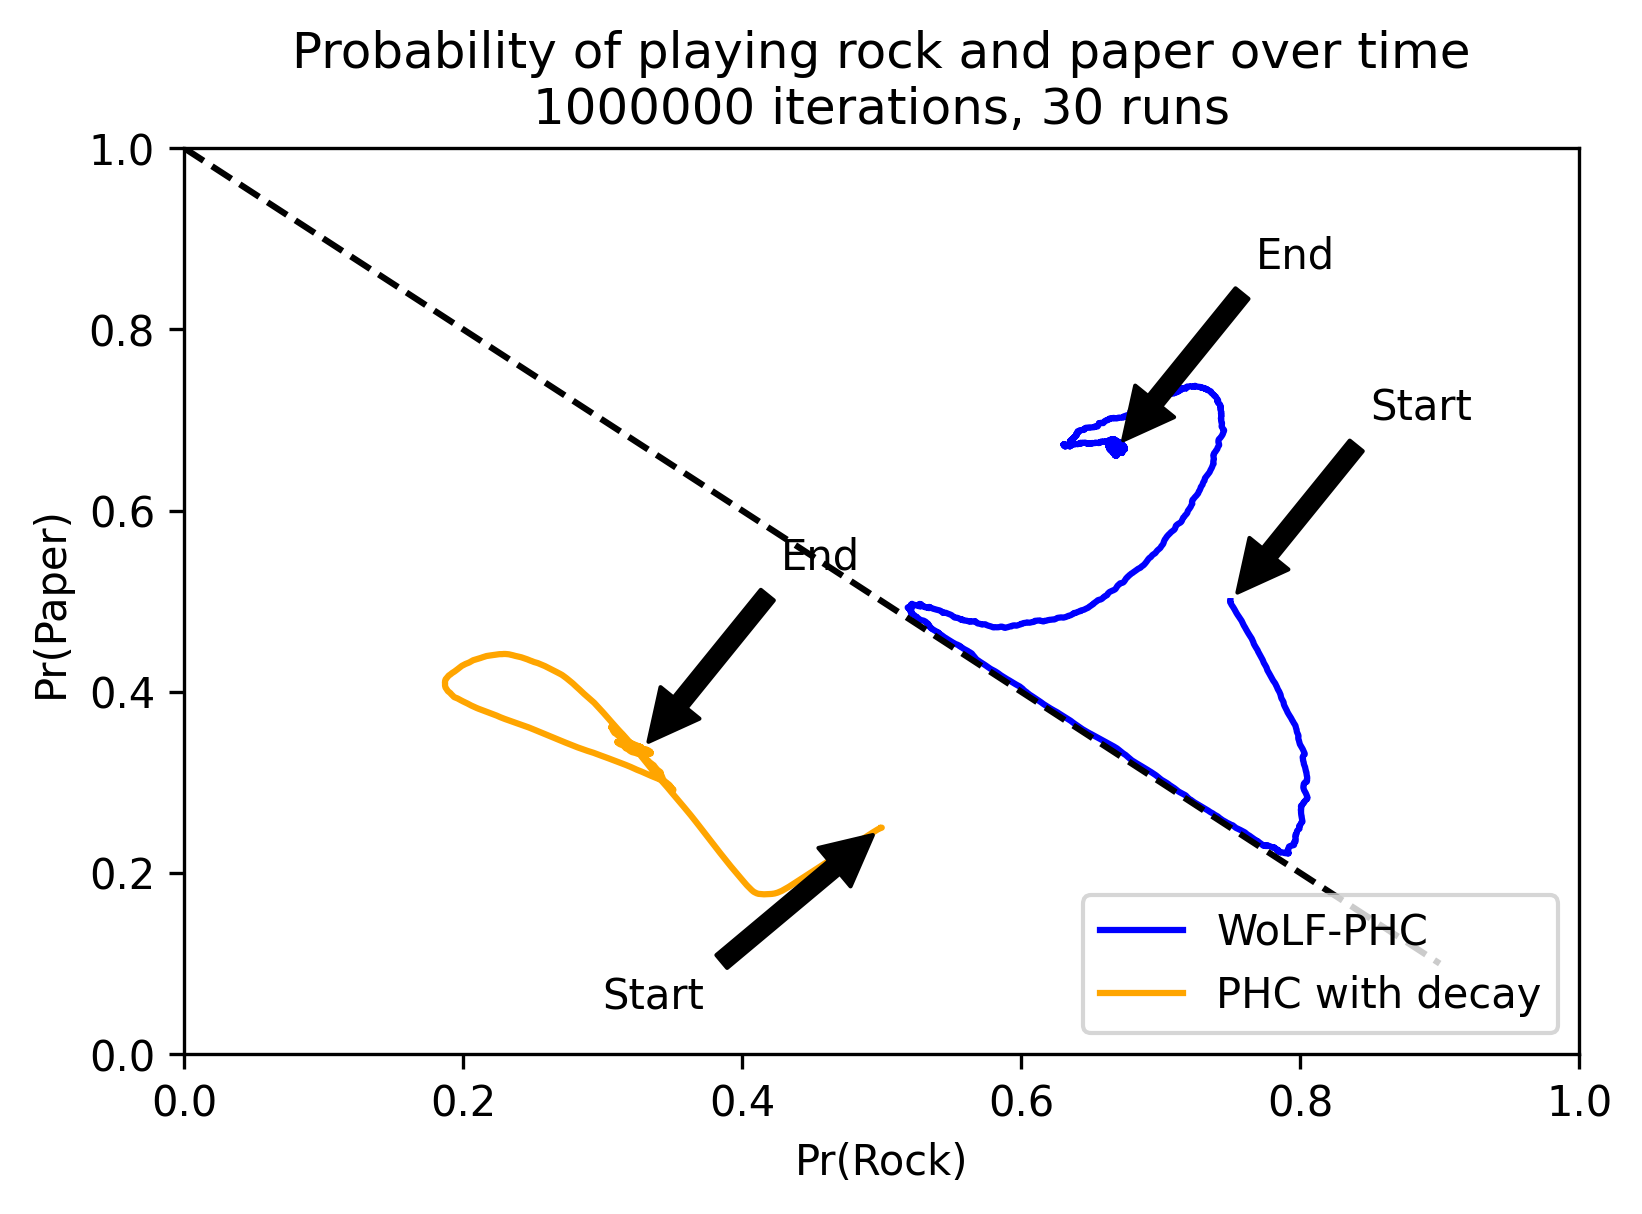 Probability of playing rock and paper over time
1000000 iterations, 30 runs
Pr(Paper)
1.0
0.8
0.6
0.4
0.2
0.0
End
Start
End
Start
WoLF-PHC
PHC with decay
0.0
0.2
0.4
0.6
0.8
1.0
Pr(Rock)